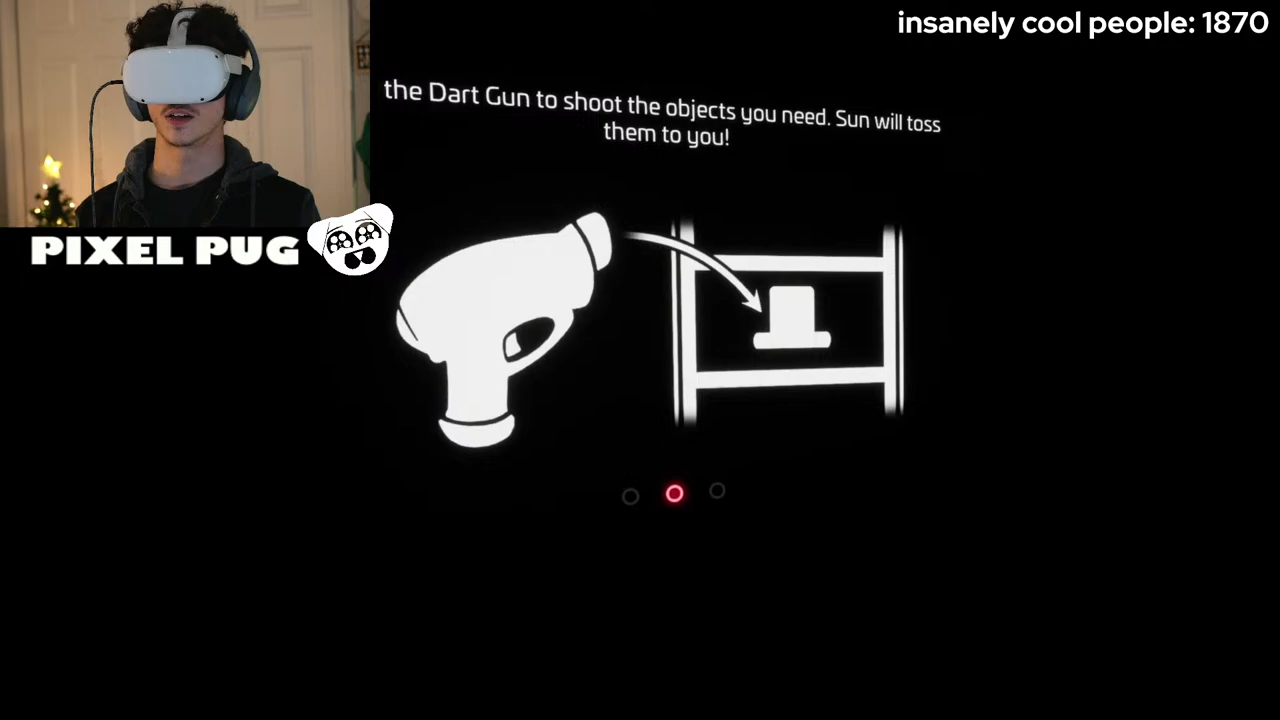 insanely cool people: 1870
the Dart Gun to shoot the objects you need. Sun will toss
them to you!
PIXEL PUG